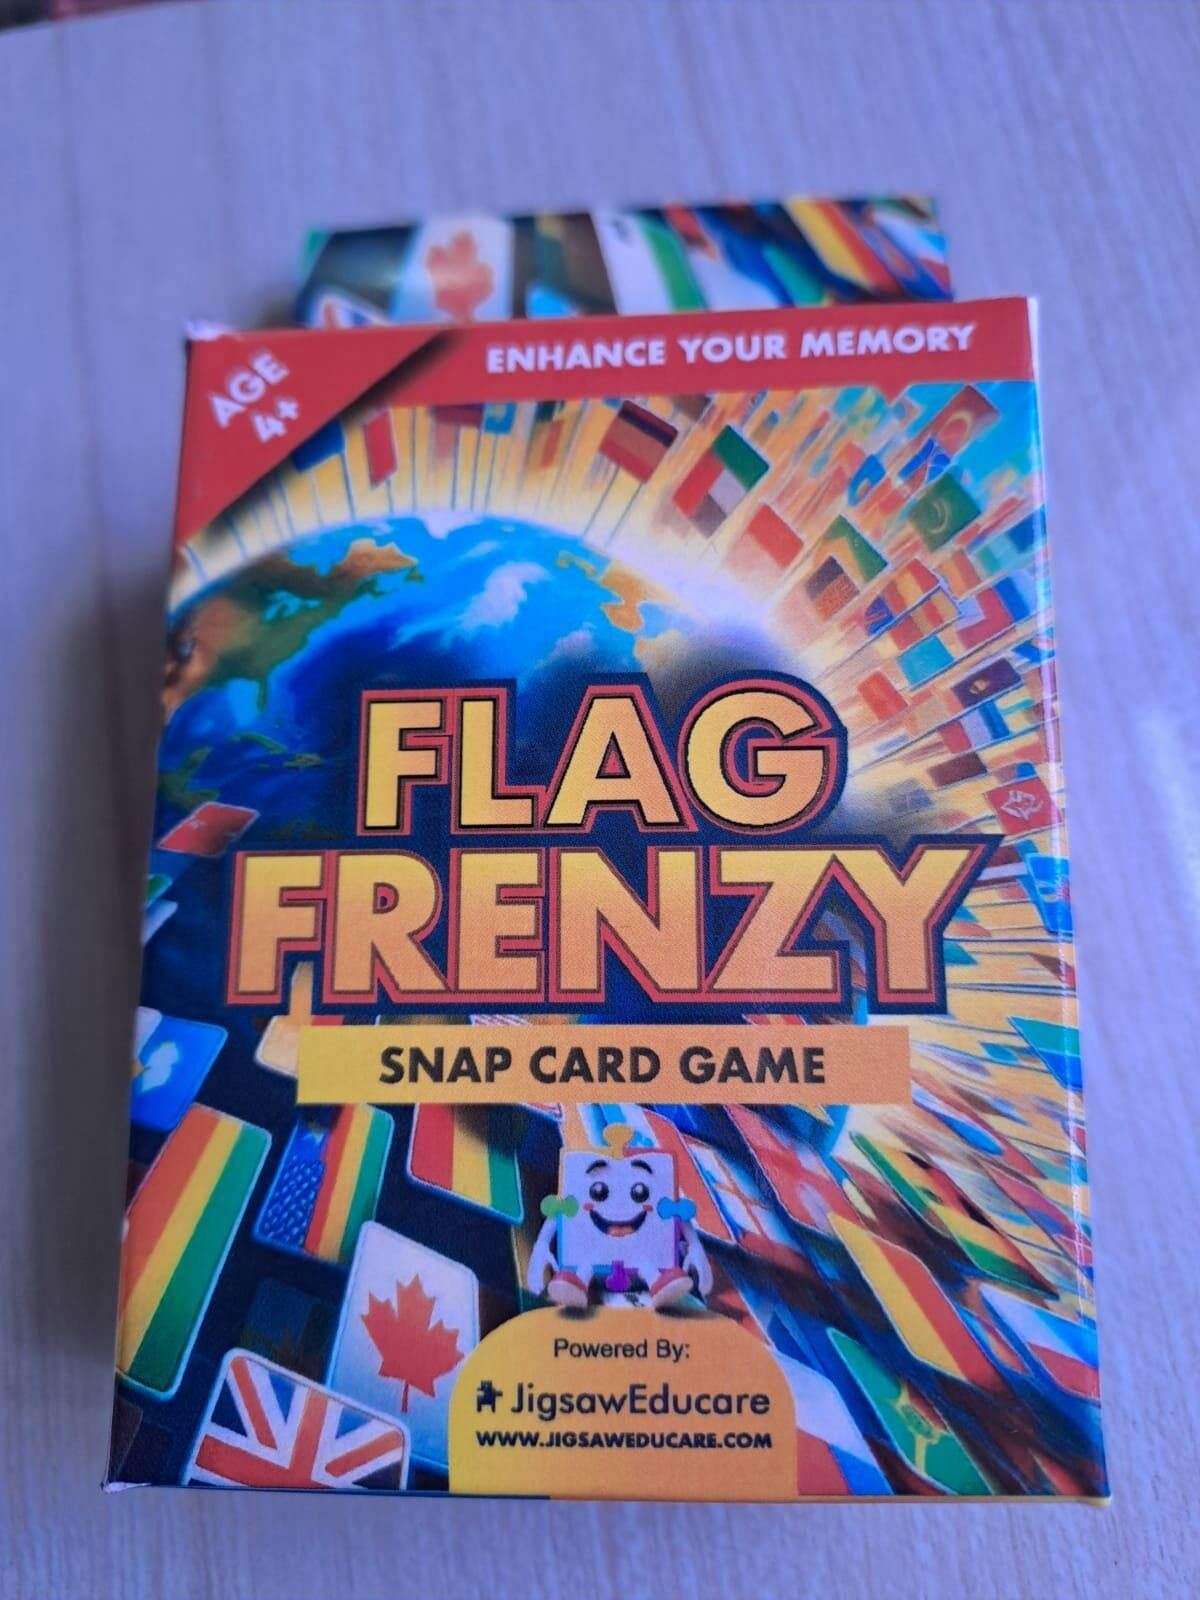 AGE
4+
ENHANCE YOUR MEMORY
FLAG
FRENZY
SNAP CARD GAME
Powered By:
JigsawEducare
WWW.JIGSAWEDUCARE.COM